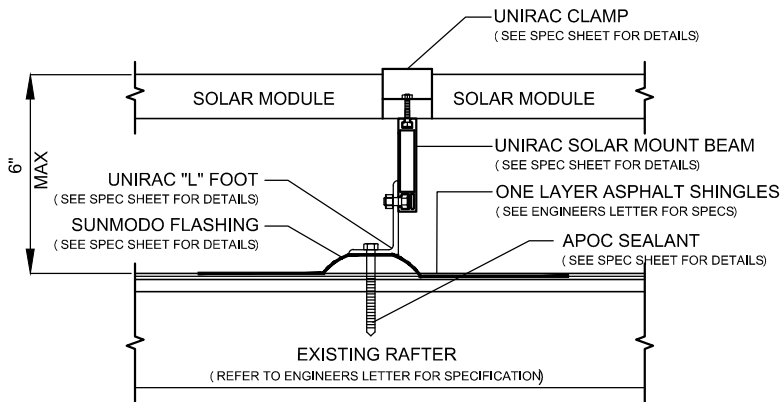 UNIRAC CLAMP
( SEE SPEC SHEET FOR DETAILS)
SOLAR MODULE
SOLAR MODULE
6"
MAX
UNIRAC SOLAR MOUNT BEAM
(SEE SPEC SHEET FOR DETAILS)
UNIRAC "L" FOOT
(SEE SPEC SHEET FOR DETAILS)
ONE LAYER ASPHALT SHINGLES
(SEE ENGINEERS LETTER FOR SPECS)
SUNMODO FLASHING
(SEE SPEC SHEET FOR DETAILS)
APOC SEALANT
( SEE SPEC SHEET FOR DETAILS)
EXISTING RAFTER
( REFER TO ENGINEERS LETTER FOR SPECIFICATION)